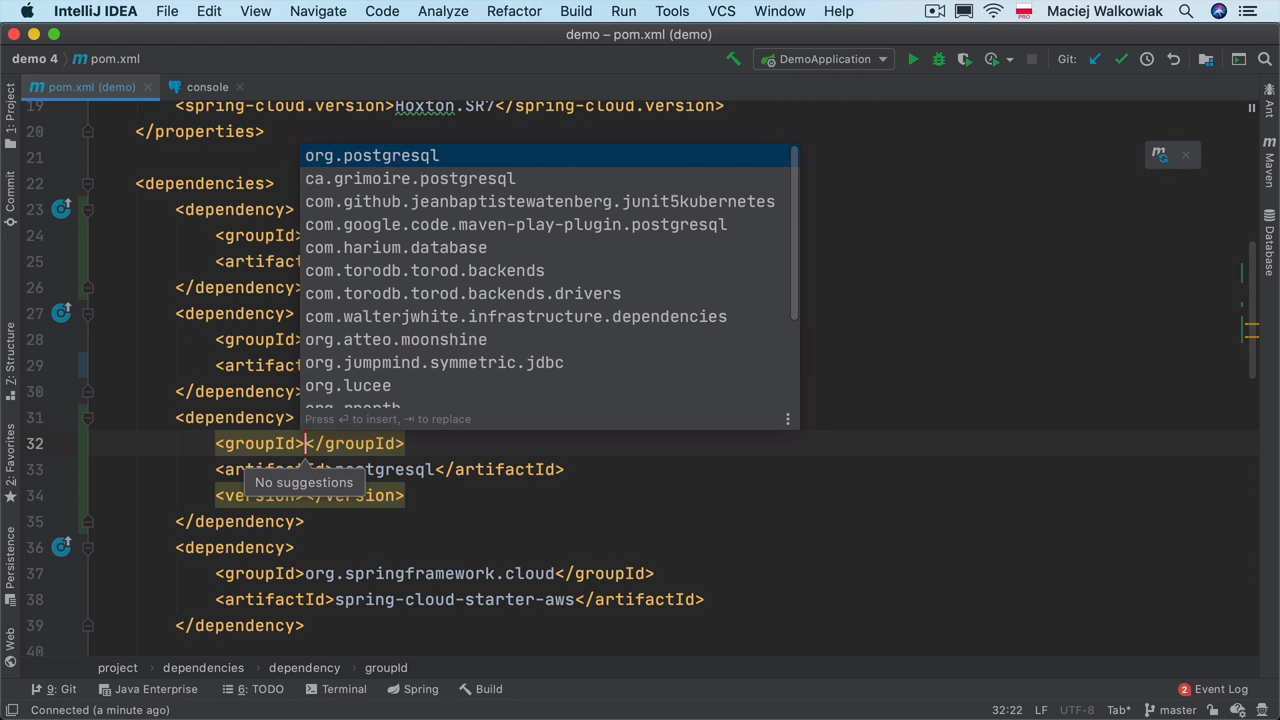 IntelliJ IDEA File Edit View Navigate Code Analyze Refactor Build Run Tools VCS Window Help PRO Maciej Walkowiak
demo – pom.xml (demo)
demo 4 pom.xml DemoApplication Git:
pom.xml (demo) console
19 <spring-cloud.version>Hoxton.SR7</spring-cloud.version>
20 </properties>
21
22 <dependencies>
23 <dependency>
24 <groupId>
25 <artifact
26 </dependency>
27 <dependency>
28 <groupId>
29 <artifact
30 </dependency>
31 <dependency>
32 <groupId></groupId>
33 postgresql</artifactId>
34 </version>
35 </dependency>
36 <dependency>
37 <groupId>org.springframework.cloud</groupId>
38 <artifactId>spring-cloud-starter-aws</artifactId>
39 </dependency>
40
org.postgresql
ca.grimoire.postgresql
com.github.jeanbaptistewatenberg.junit5kubernetes
com.google.code.maven-play-plugin.postgresql
com.harium.database
com.torodb.torod.backends
com.torodb.torod.backends.drivers
com.walterjwhite.infrastructure.dependencies
org.atteo.moonshine
org.jumpmind.symmetric.jdbc
org.lucee
Press ↵ to insert, ⇥ to replace
No suggestions
1: Project
Commit
Z: Structure
2: Favorites
Persistence
Web
Ant
Maven
Database
project dependencies dependency groupId
9: Git Java Enterprise 6: TODO Terminal Spring Build 2 Event Log
Connected (a minute ago) 32:22 LF UTF-8 Tab* master